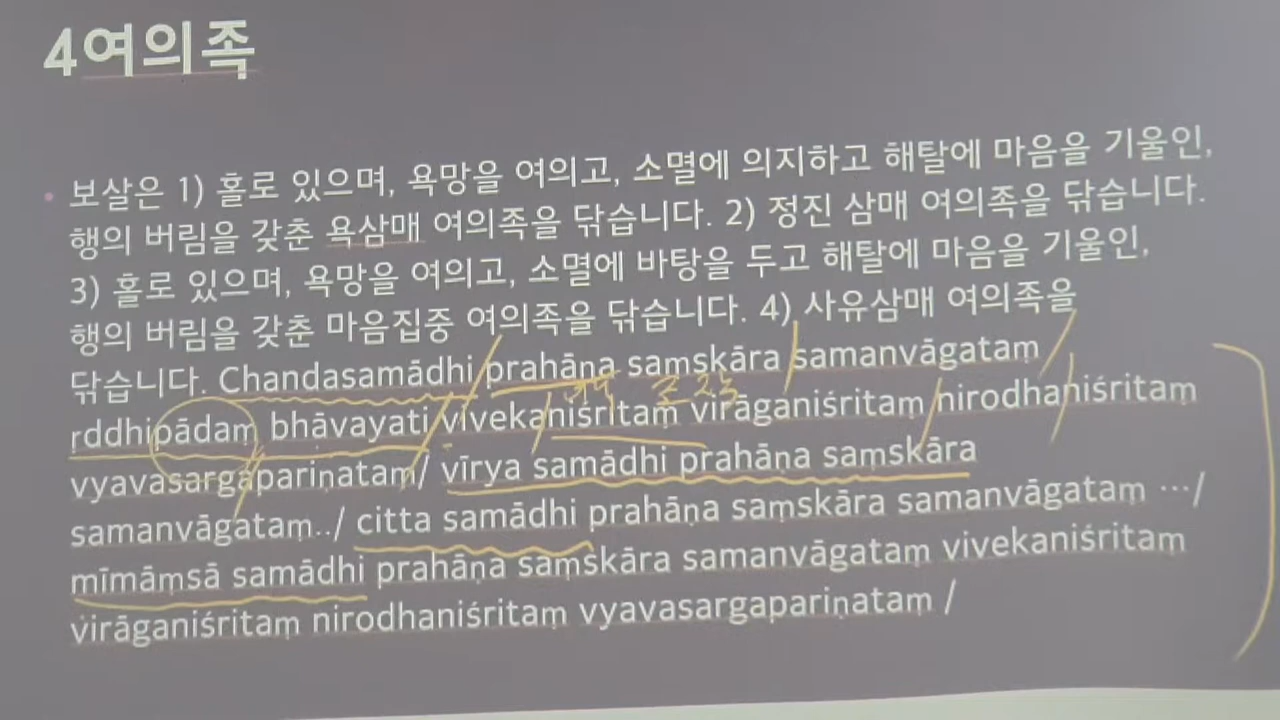 4여의족
• 보살은 1) 홀로 있으며, 욕망을 여의고, 소멸에 의지하고 해탈에 마음을 기울인,
행의 버림을 갖춘 욕삼매 여의족을 닦습니다. 2) 정진 삼매 여의족을 닦습니다.
3) 홀로 있으며, 욕망을 여의고, 소멸에 바탕을 두고 해탈에 마음을 기울인,
행의 버림을 갖춘 마음집중 여의족을 닦습니다. 4) 사유삼매 여의족을
닦습니다. Chandasamādhi prahāṇa saṃskāra samanvāgataṃ
ṛddhipādaṃ bhāvayati vivekaniśritaṃ virāganiśritaṃ nirodhaniśritaṃ
vyavasargapariṇataṃ/ vīrya samādhi prahāṇa saṃskāra
samanvāgataṃ../ citta samādhi prahāṇa saṃskāra samanvāgataṃ …/
mīmāṃsā samādhi prahāṇa saṃskāra samanvāgataṃ vivekaniśritaṃ
virāganiśritaṃ nirodhaniśritaṃ vyavasargapariṇataṃ /